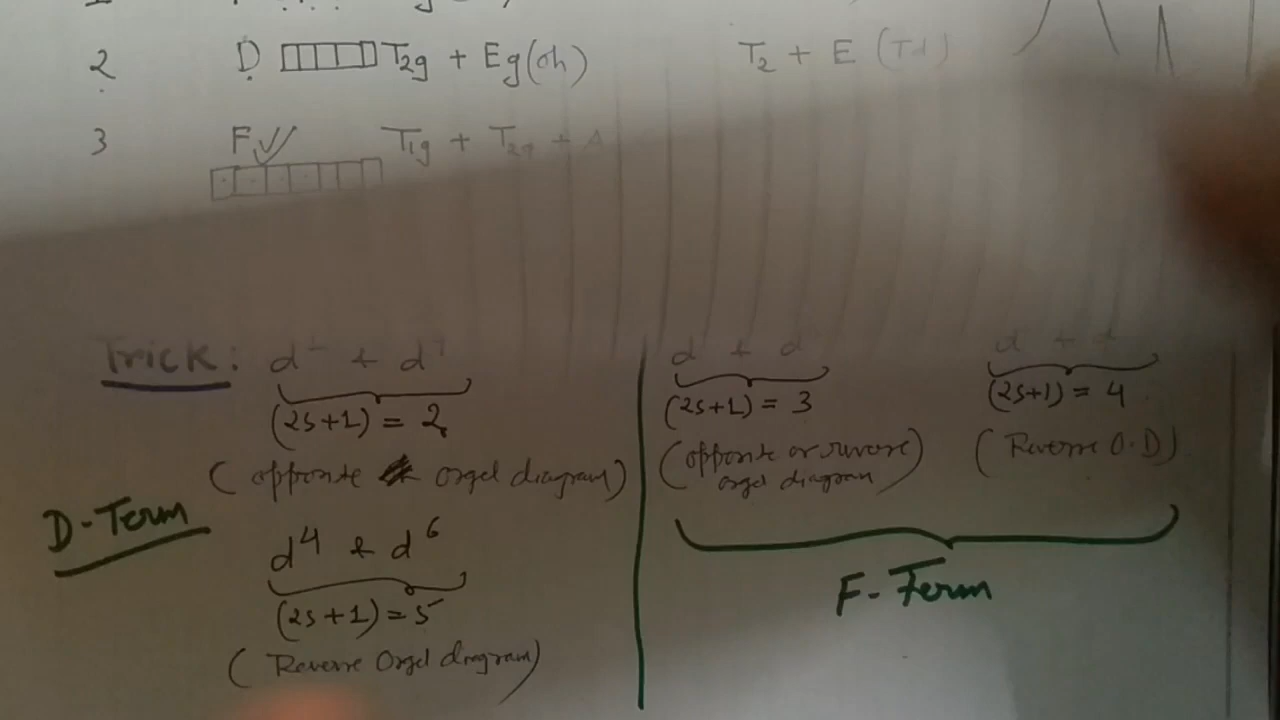 2 D T2g + Eg(oh) T2 + E (Td)
3 F T1g + T2g + A
Trick: d + d
(2s+1) = 2
(opposite orgel diagram)
D-Term
d⁴ & d⁶
(2s+1) = 5
(Reverse Orgel diagram)
d + d
(2s+1) = 3
(opposite or reverse
orgel diagram)
(2s+1) = 4
(Reverse O.D)
F-Term